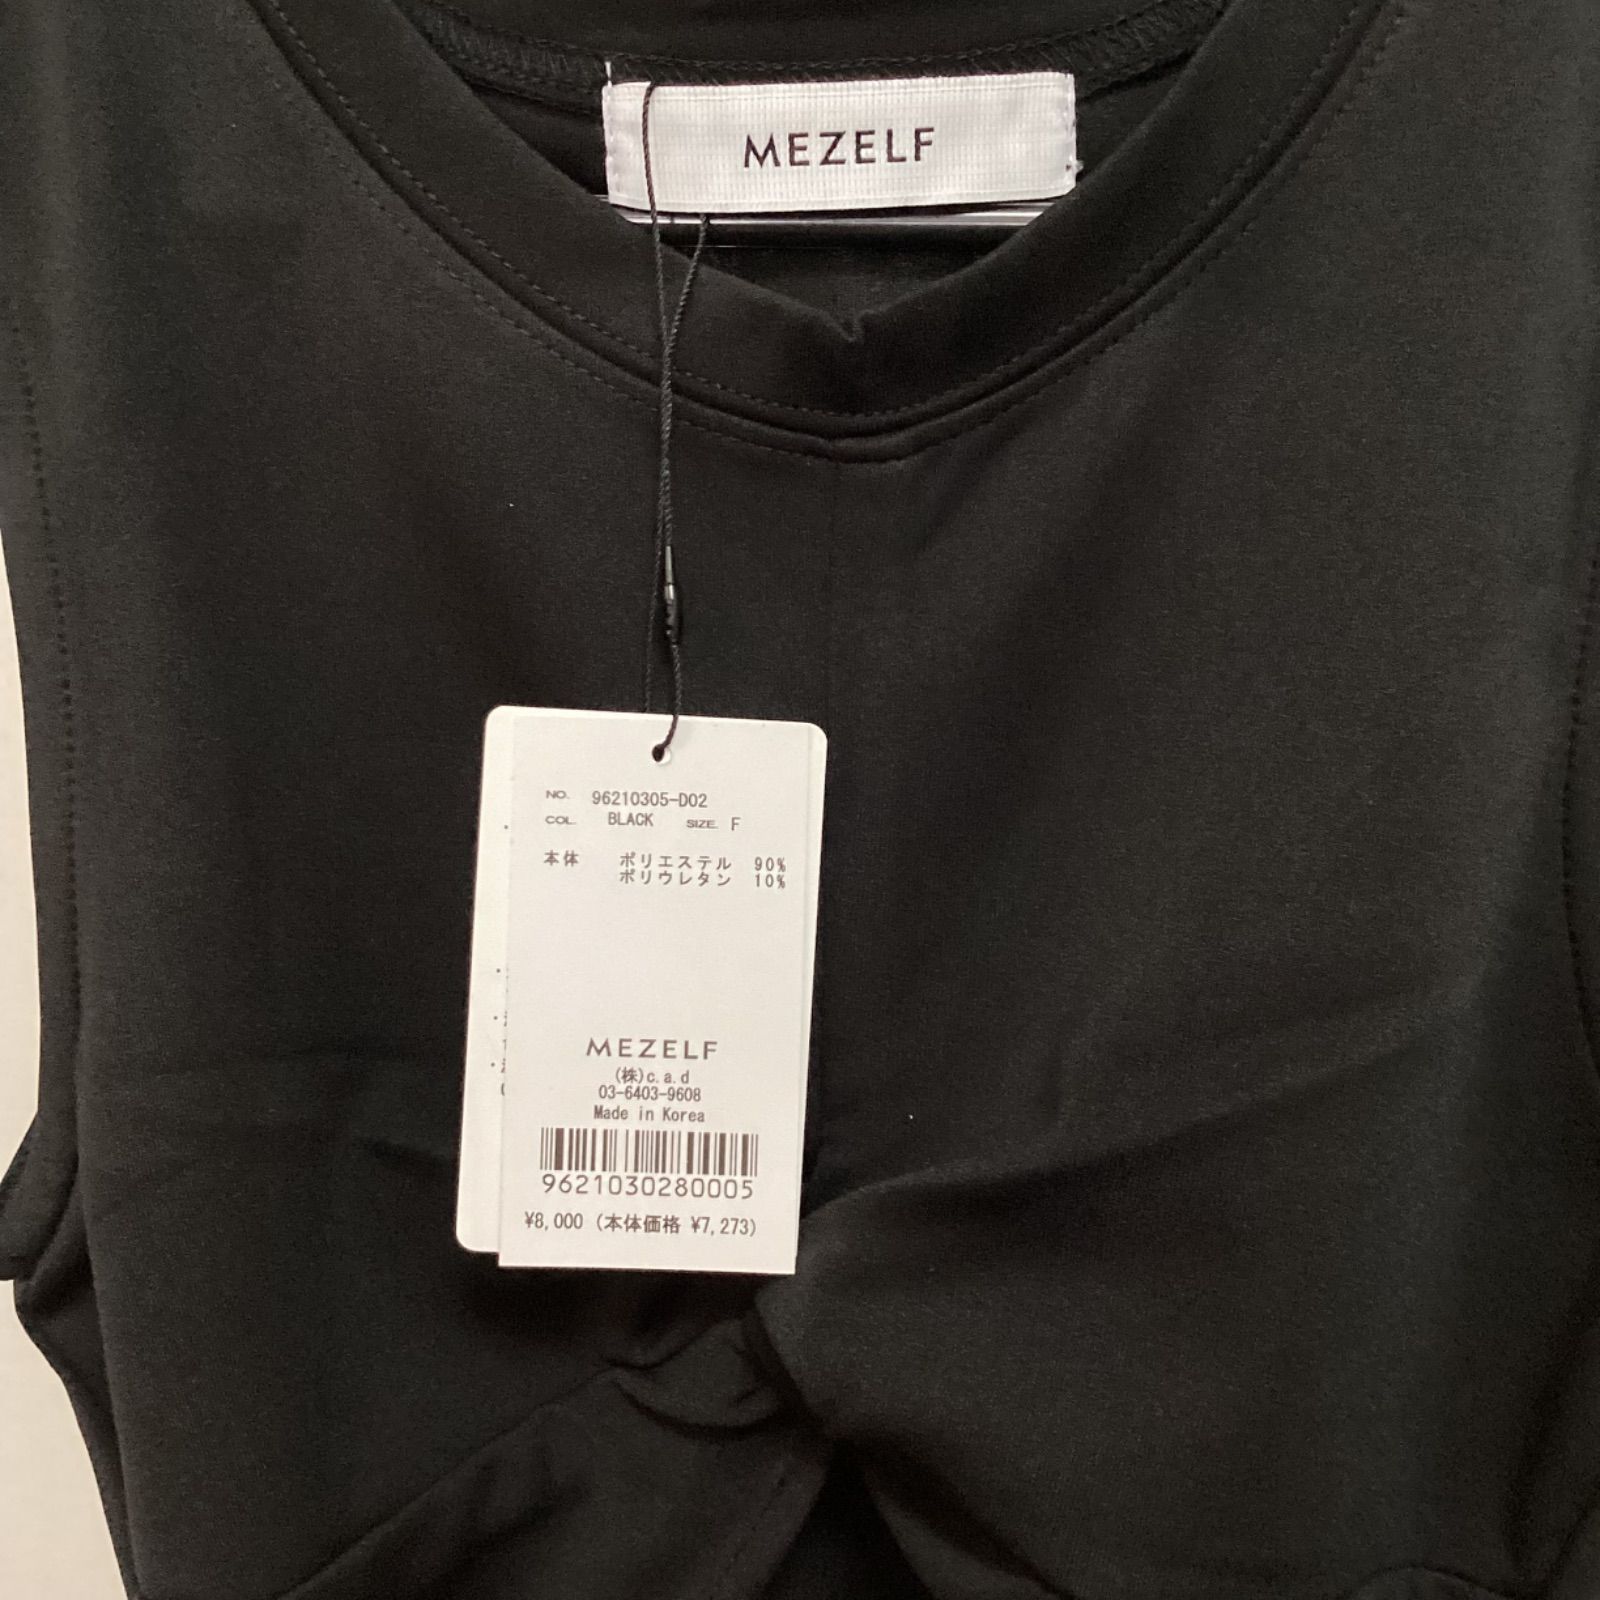 MEZELF
NO. 96210305-D02
COL. BLACK SIZE. F
本体 ポリエステル 90%
ポリウレタン 10%
MEZELF
(株)c.a.d
03-6403-9608
Made in Korea
9621030280005
¥8,000 (本体価格 ¥7,273)